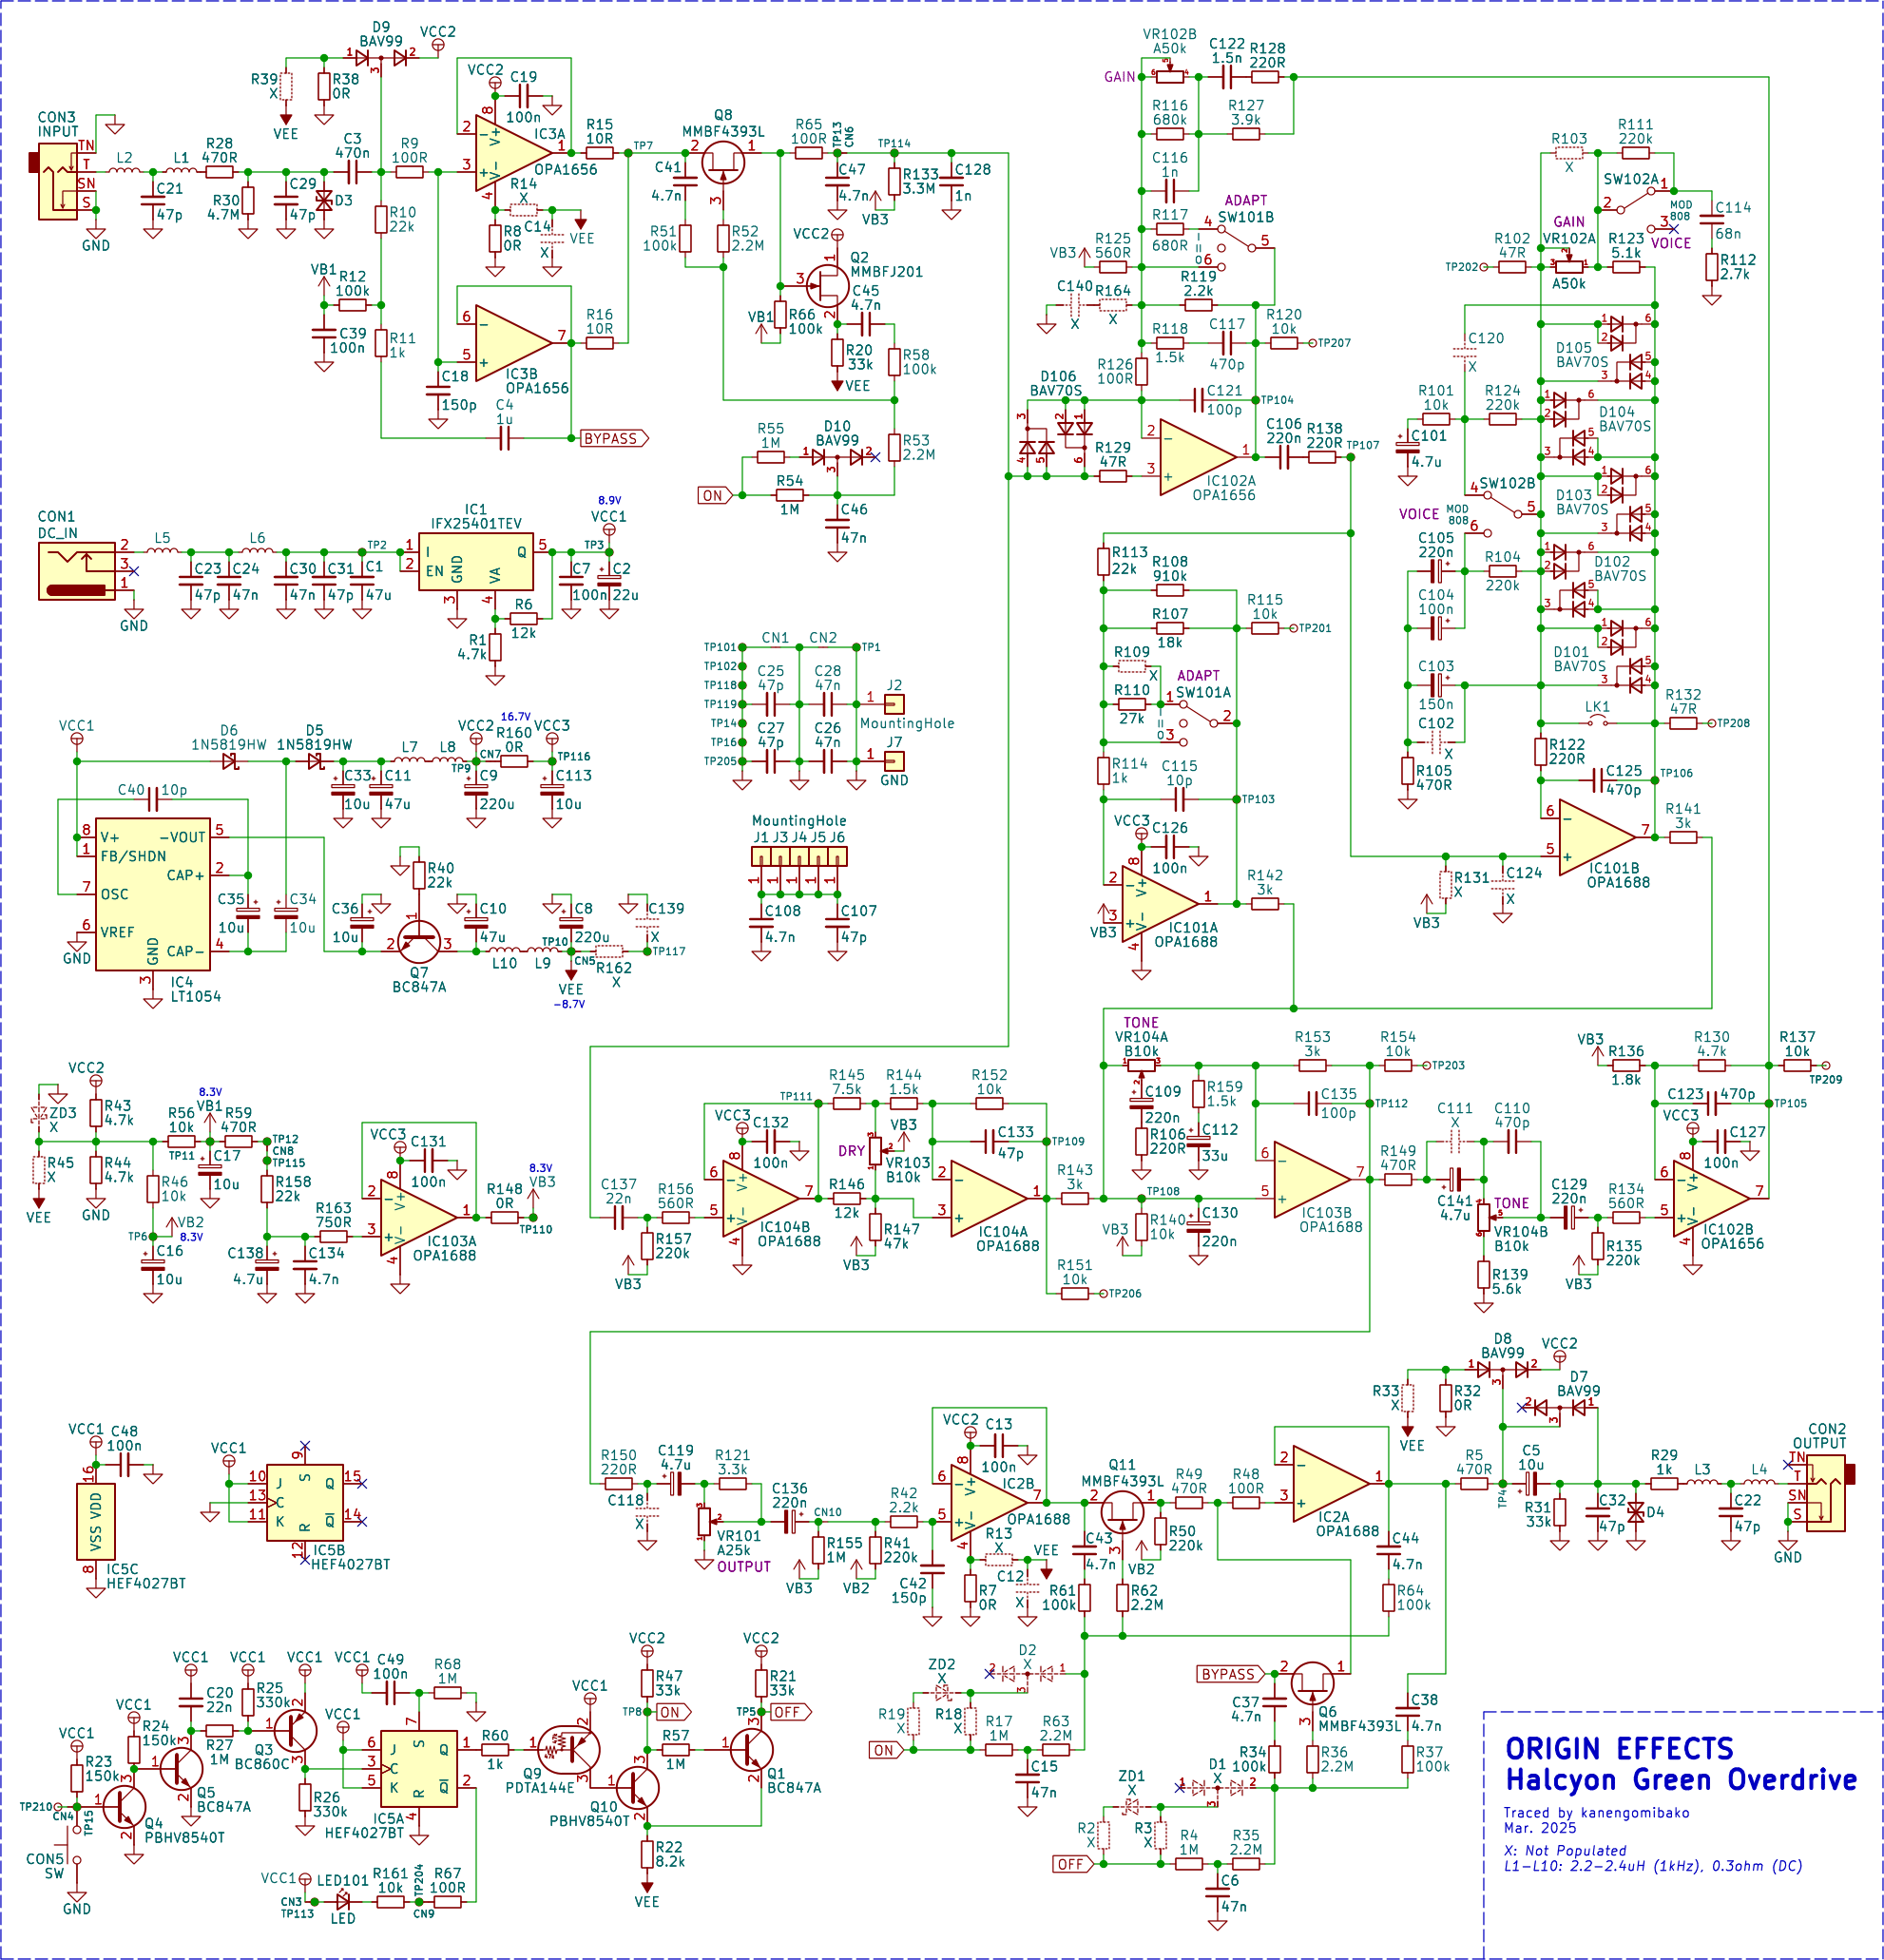 CON3
INPUT
TN
T
SN
S
GND
L2
C21
47p
L1
R28
470R
R30
4.7M
C29
47p
D3
R39
X
VEE
R38
0R
D9
BAV99
1
2
3
VCC2
C3
470n
R9
100R
R10
22k
VB1
R12
100k
C39
100n
R11
1k
C18
150p
C4
1u
BYPASS
VCC2
C19
100n
IC3A
OPA1656
V+
V-
R14
X
R8
0R
C14
X
VEE
IC3B
OPA1656
R15
10R
R16
10R
TP7
Q8
MMBF4393L
C41
4.7n
R51
100k
R52
2.2M
R65
100R
TP13
CN6
C47
4.7n
TP114
R133
3.3M
VB3
C128
1n
VCC2
Q2
MMBFJ201
VB1
R66
100k
C45
4.7n
R20
33k
VEE
R58
100k
R53
2.2M
R55
1M
D10
BAV99
ON
R54
1M
C46
47n
VR102B
A50k
GAIN
C122
1.5n
R128
220R
R116
680k
R127
3.9k
C116
1n
R117
680R
ADAPT
SW101B
VB3
R125
560R
R119
2.2k
C140
X
R164
X
R118
1.5k
C117
470p
R120
10k
TP207
R126
100R
D106
BAV70S
C121
100p
TP104
R129
47R
IC102A
OPA1656
C106
220n
R138
220R
TP107
R103
X
R111
220k
SW102A
MOD
808
VOICE
C114
68n
R112
2.7k
GAIN
VR102A
A50k
TP202
R102
47R
R123
5.1k
C120
X
D105
BAV70S
D104
BAV70S
D103
BAV70S
D102
BAV70S
D101
BAV70S
R101
10k
R124
220k
C101
4.7u
SW102B
VOICE
MOD
808
C105
220n
R104
220k
C104
100n
C103
150n
C102
X
R105
470R
LK1
R132
47R
TP208
R122
220R
C125
470p
TP106
IC101B
OPA1688
R141
3k
R131
X
C124
X
VB3
CON1
DC_IN
GND
L5
C23
47p
C24
47n
L6
C30
47n
C31
47p
TP2
C1
47u
IC1
IFX25401TEV
I
EN
GND
VA
Q
R1
4.7k
R6
12k
C7
100n
TP3
8.9V
VCC1
C2
22u
R113
22k
R108
910k
R107
18k
R115
10k
TP201
R109
X
R110
27k
ADAPT
SW101A
R114
1k
C115
10p
TP103
VCC3
C126
100n
VB3
IC101A
OPA1688
R142
3k
TP101
TP102
TP118
TP119
TP14
TP16
TP205
CN1
CN2
TP1
C25
47p
C28
47n
C27
47p
C26
47n
J2
MountingHole
J7
GND
MountingHole
J1
J3
J4
J5
J6
C108
4.7n
C107
47p
VCC1
D6
1N5819HW
D5
1N5819HW
C33
10u
C11
47u
L7
L8
TP9
VCC2
CN7
16.7V
R160
0R
C9
220u
VCC3
TP116
C113
10u
C40
10p
V+
FB/SHDN
OSC
VREF
GND
-VOUT
CAP+
CAP-
IC4
LT1054
GND
C35
10u
C34
10u
C36
10u
R40
22k
Q7
BC847A
C10
47u
L10
L9
TP10
C8
220u
CN5
VEE
-8.7V
C139
X
R162
X
TP117
VCC2
ZD3
X
R43
4.7k
R45
X
VEE
R44
4.7k
8.3V
VB1
R56
10k
R59
470R
TP11
C17
10u
TP12
CN8
TP115
R46
10k
VB2
8.3V
TP6
C16
10u
R158
22k
R163
750R
C138
4.7u
C134
4.7n
VCC3
C131
100n
IC103A
OPA1688
R148
0R
8.3V
VB3
TP110
C137
22n
R156
560R
R157
220k
VB3
VCC3
C132
100n
IC104B
OPA1688
TP111
R145
7.5k
R144
1.5k
R152
10k
DRY
VR103
B10k
R146
12k
R147
47k
VB3
C133
47p
TP109
IC104A
OPA1688
R143
3k
R151
10k
TP206
TONE
VR104A
B10k
C109
220n
R106
220R
TP108
R140
10k
VB3
R159
1.5k
C112
33u
C130
220n
R153
3k
R154
10k
TP203
C135
100p
TP112
IC103B
OPA1688
R149
470R
C111
X
C110
470p
C141
4.7u
TONE
VR104B
B10k
R139
5.6k
C129
220n
R134
560R
R135
220k
VB3
VB3
R136
1.8k
R130
4.7k
R137
10k
TP209
C123
470p
TP105
VCC3
C127
100n
IC102B
OPA1656
VCC1
C48
100n
VSS VDD
IC5C
HEF4027BT
VCC1
J
C
K
S
R
Q
Q
IC5B
HEF4027BT
R150
220R
C119
4.7u
R121
3.3k
C118
X
VR101
A25k
OUTPUT
C136
220n
CN10
R155
1M
VB3
R41
220k
VB2
R42
2.2k
C42
150p
VCC2
C13
100n
IC2B
OPA1688
R13
X
R7
0R
C12
X
VEE
Q11
MMBF4393L
C43
4.7n
R61
100k
R62
2.2M
R49
470R
R48
100R
R50
220k
VB2
IC2A
OPA1688
C44
4.7n
R64
100k
R33
X
VEE
R32
0R
D8
BAV99
VCC2
D7
BAV99
R5
470R
TP4
C5
10u
R31
33k
C32
47p
D4
R29
1k
L3
C22
47p
L4
CON2
OUTPUT
TN
T
SN
S
GND
VCC1
R23
150k
TP210
CN4
TP15
CON5
SW
GND
VCC1
R24
150k
Q4
PBHV8540T
VCC1
C20
22n
Q5
BC847A
R27
1M
VCC1
R25
330k
VCC1
Q3
BC860C
R26
330k
VCC1
VCC1
C49
100n
R68
1M
J
C
K
S
R
Q
Q
IC5A
HEF4027BT
VCC1
CN3
TP113
LED101
LED
R161
10k
TP204
CN9
R67
100R
R60
1k
VCC1
Q9
PDTA144E
Q10
PBHV8540T
VCC2
R47
33k
TP8
ON
R57
1M
R22
8.2k
VEE
VCC2
R21
33k
TP5
OFF
Q1
BC847A
D2
X
ZD2
X
R19
X
R18
X
ON
R17
1M
R63
2.2M
C15
47n
BYPASS
Q6
MMBF4393L
C37
4.7n
C38
4.7n
R34
100k
R36
2.2M
R37
100k
D1
X
ZD1
X
R2
X
R3
X
OFF
R4
1M
R35
2.2M
C6
47n
ORIGIN EFFECTS
Halcyon Green Overdrive
Traced by kanengomibako
Mar. 2025
X: Not Populated
L1-L10: 2.2-2.4uH (1kHz), 0.3ohm (DC)